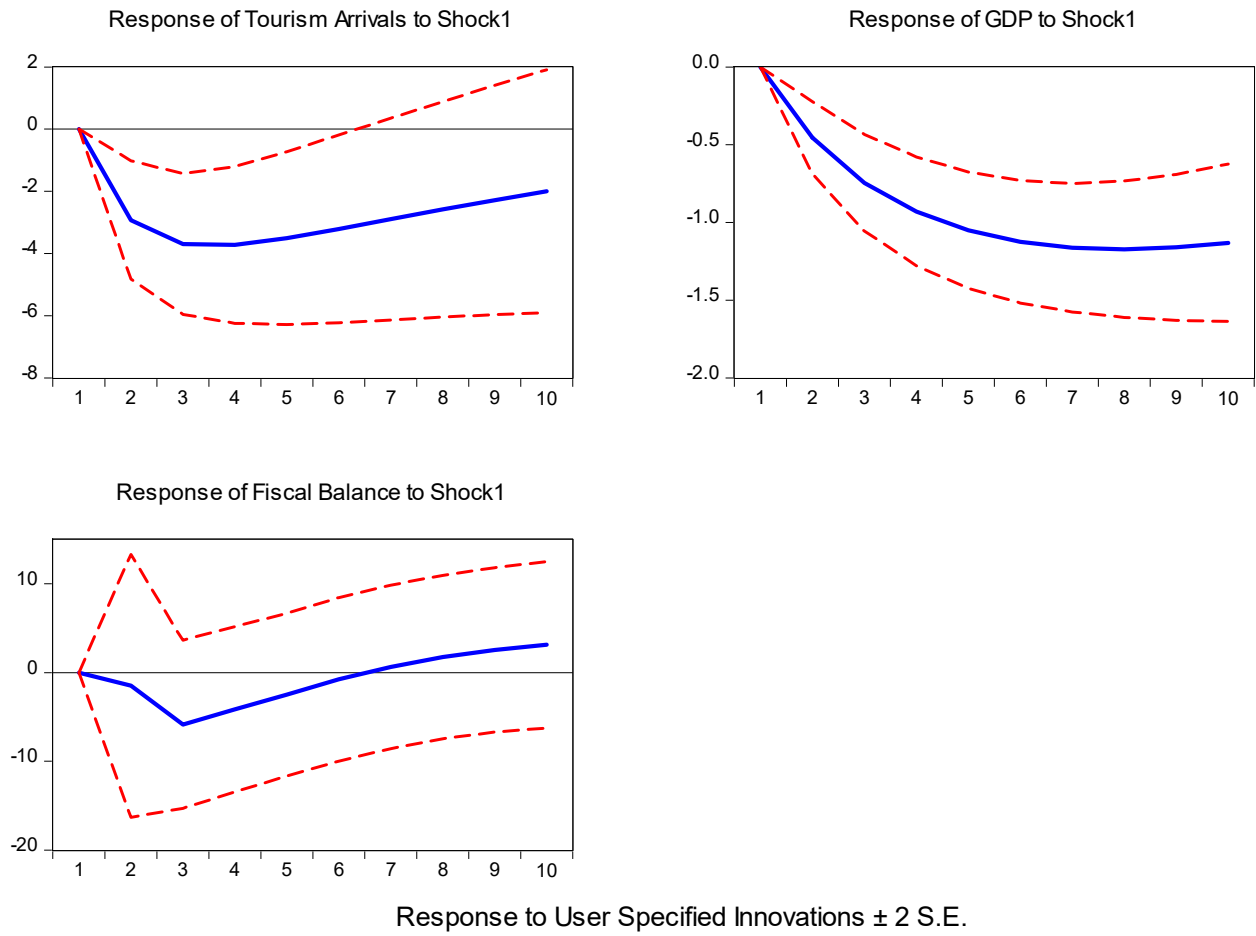 Response of Tourism Arrivals to Shock1
2
0
-2
-4
-6
-8
1 2 3 4 5 6 7 8 9 10
Response of GDP to Shock1
0.0
-0.5
-1.0
-1.5
-2.0
1 2 3 4 5 6 7 8 9 10
Response of Fiscal Balance to Shock1
10
0
-10
-20
1 2 3 4 5 6 7 8 9 10
Response to User Specified Innovations ± 2 S.E.